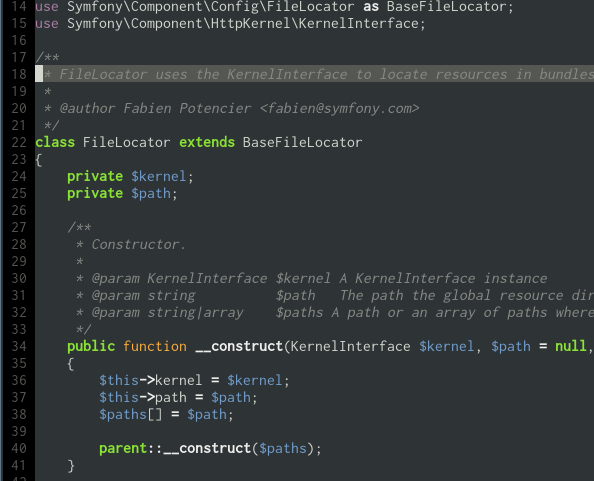 14 use Symfony\Component\Config\FileLocator as BaseFileLocator;
15 use Symfony\Component\HttpKernel\KernelInterface;
16
17 /**
18  * FileLocator uses the KernelInterface to locate resources in bundles
19  *
20  * @author Fabien Potencier <fabien@symfony.com>
21  */
22 class FileLocator extends BaseFileLocator
23 {
24     private $kernel;
25     private $path;
26
27     /**
28      * Constructor.
29      *
30      * @param KernelInterface $kernel A KernelInterface instance
31      * @param string          $path   The path the global resource dir
32      * @param string|array    $paths A path or an array of paths where
33      */
34     public function __construct(KernelInterface $kernel, $path = null,
35     {
36         $this->kernel = $kernel;
37         $this->path = $path;
38         $paths[] = $path;
39
40         parent::__construct($paths);
41     }